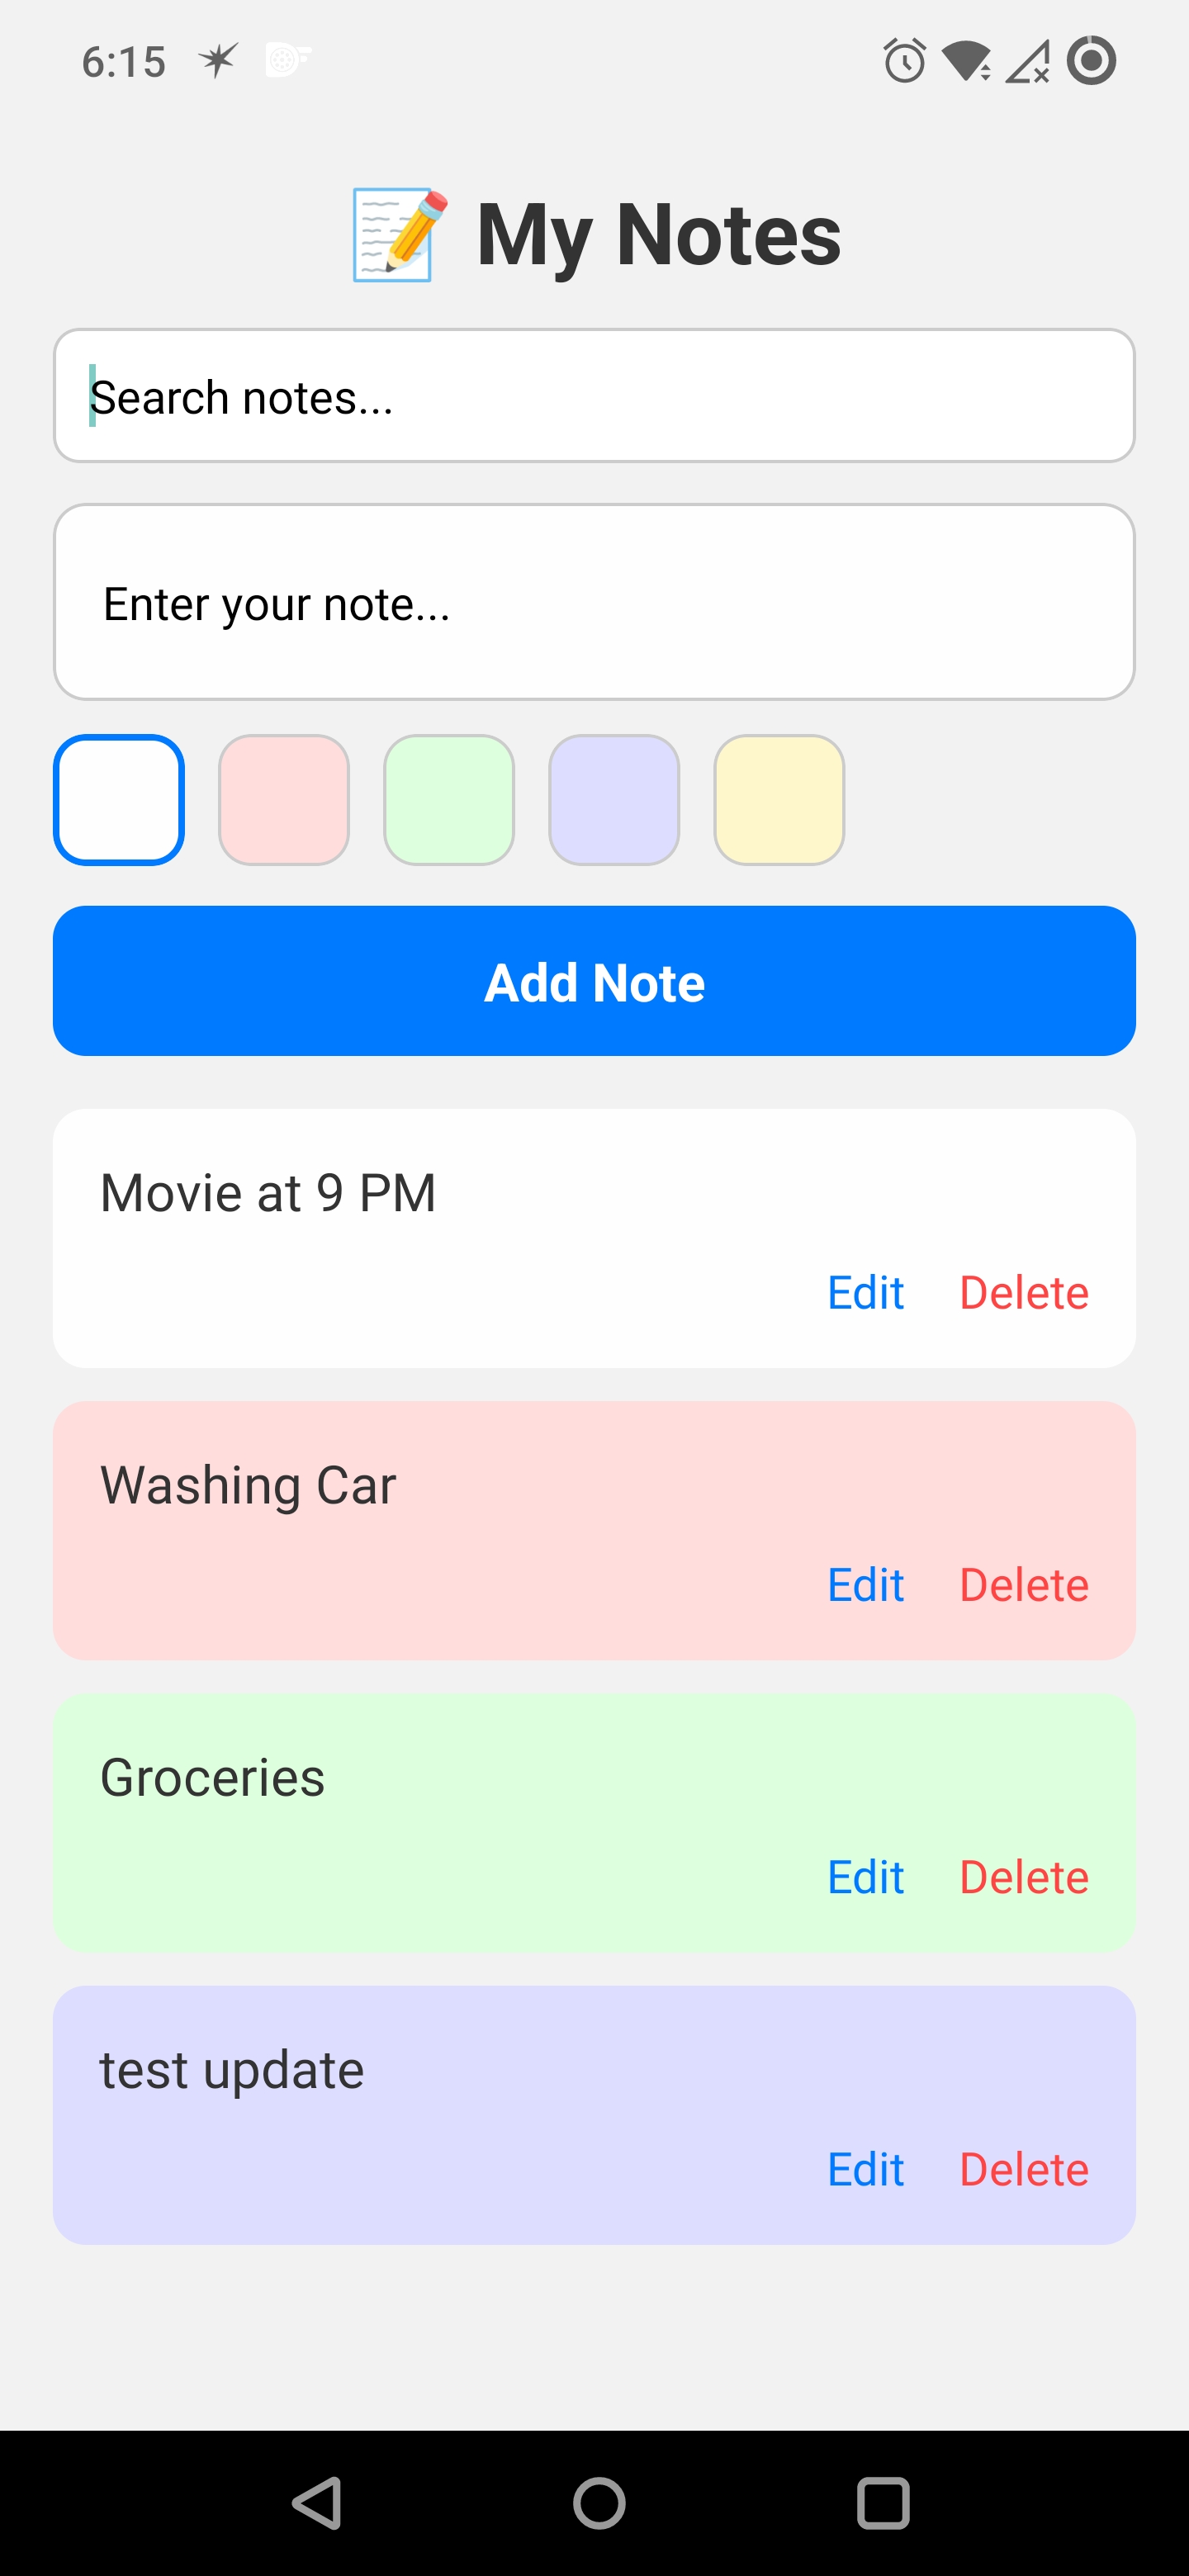 6:15
📝 My Notes
Search notes...
Enter your note...
Add Note
Movie at 9 PM
Edit Delete
Washing Car
Edit Delete
Groceries
Edit Delete
test update
Edit Delete